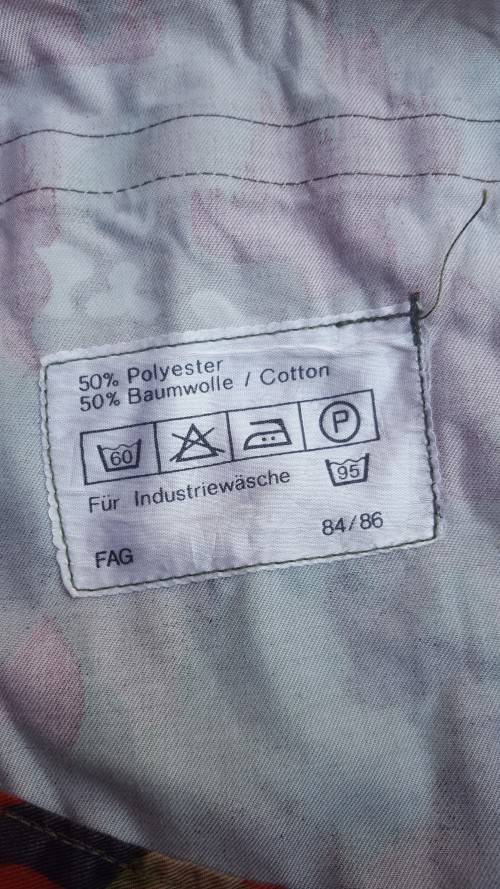 50% Polyester
50% Baumwolle / Cotton
60 P
Für Industriewäsche 95
84/86
FAG